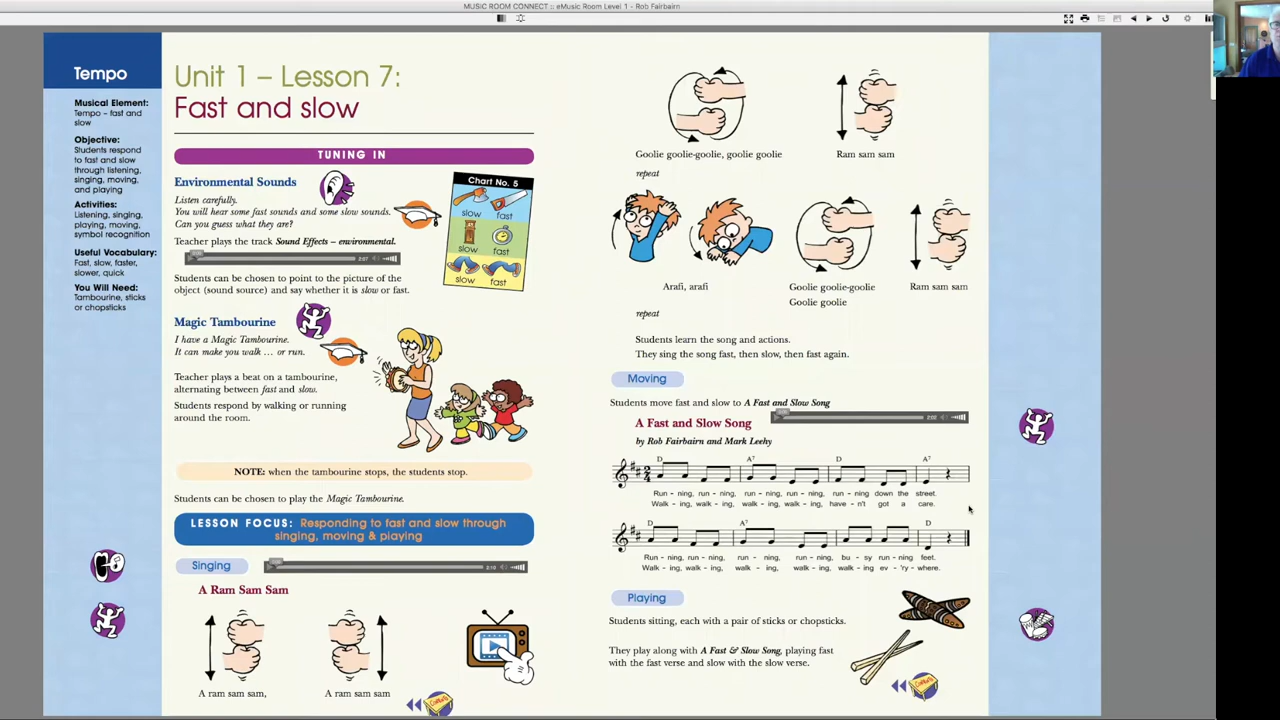 MUSIC ROOM CONNECT :: eMusic Room Level 1 - Rob Fairbairn
Tempo
Musical Element:
Tempo – fast and
slow
Objective:
Students respond
to fast and slow
through listening,
singing, moving,
and playing
Activities:
Listening, singing,
playing, moving,
symbol recognition
Useful Vocabulary:
Fast, slow, faster,
slower, quick
You Will Need:
Tambourine, sticks
or chopsticks
Unit 1 – Lesson 7:
Fast and slow
TUNING IN
Environmental Sounds
Listen carefully.
You will hear some fast sounds and some slow sounds.
Can you guess what they are?
Teacher plays the track Sound Effects – environmental.
2:07
Students can be chosen to point to the picture of the
object (sound source) and say whether it is slow or fast.
Chart No. 5
slow fast
slow fast
slow fast
Magic Tambourine
I have a Magic Tambourine.
It can make you walk … or run.
Teacher plays a beat on a tambourine,
alternating between fast and slow.
Students respond by walking or running
around the room.
NOTE: when the tambourine stops, the students stop.
Students can be chosen to play the Magic Tambourine.
LESSON FOCUS: Responding to fast and slow through
singing, moving & playing
Singing
2:10
A Ram Sam Sam
A ram sam sam, A ram sam sam
Goolie goolie-goolie, goolie goolie Ram sam sam
repeat
Arafi, arafi Goolie goolie-goolie Ram sam sam
Goolie goolie
repeat
Students learn the song and actions.
They sing the song fast, then slow, then fast again.
Moving
Students move fast and slow to A Fast and Slow Song
2:02
A Fast and Slow Song
by Rob Fairbairn and Mark Leehy
D A7 D A7
Run - ning, run - ning, run - ning, run - ning, run - ning down the street.
Walk - ing, walk - ing, walk - ing, walk - ing, have - n't got a care.
D A7 D
Run - ning, run - ning, run - ning, run - ning, bu - sy run - ning feet.
Walk - ing, walk - ing, walk - ing, walk - ing, walk - ing ev - 'ry - where.
Playing
Students sitting, each with a pair of sticks or chopsticks.
They play along with A Fast & Slow Song, playing fast
with the fast verse and slow with the slow verse.